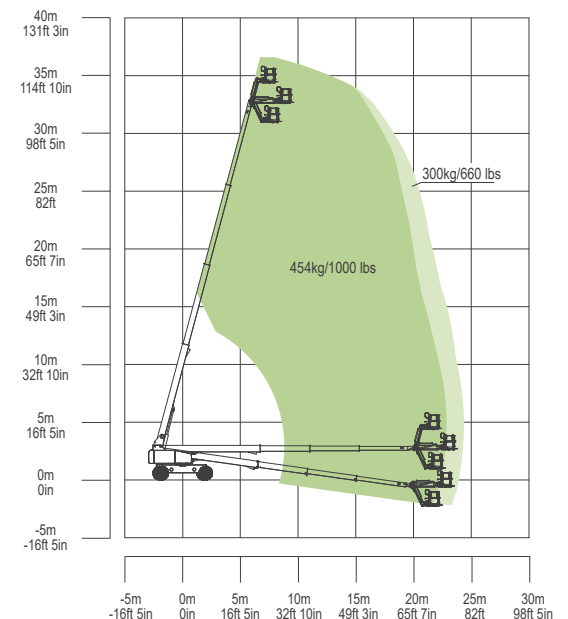 40m
131ft 3in
35m
114ft 10in
30m
98ft 5in
300kg/660 lbs
25m
82ft
20m
65ft 7in
454kg/1000 lbs
15m
49ft 3in
10m
32ft 10in
5m
16ft 5in
0m
0in
-5m
-16ft 5in
-5m 0m 5m 10m 15m 20m 25m 30m
-16ft 5in 0in 16ft 5in 32ft 10in 49ft 3in 65ft 7in 82ft 98ft 5in